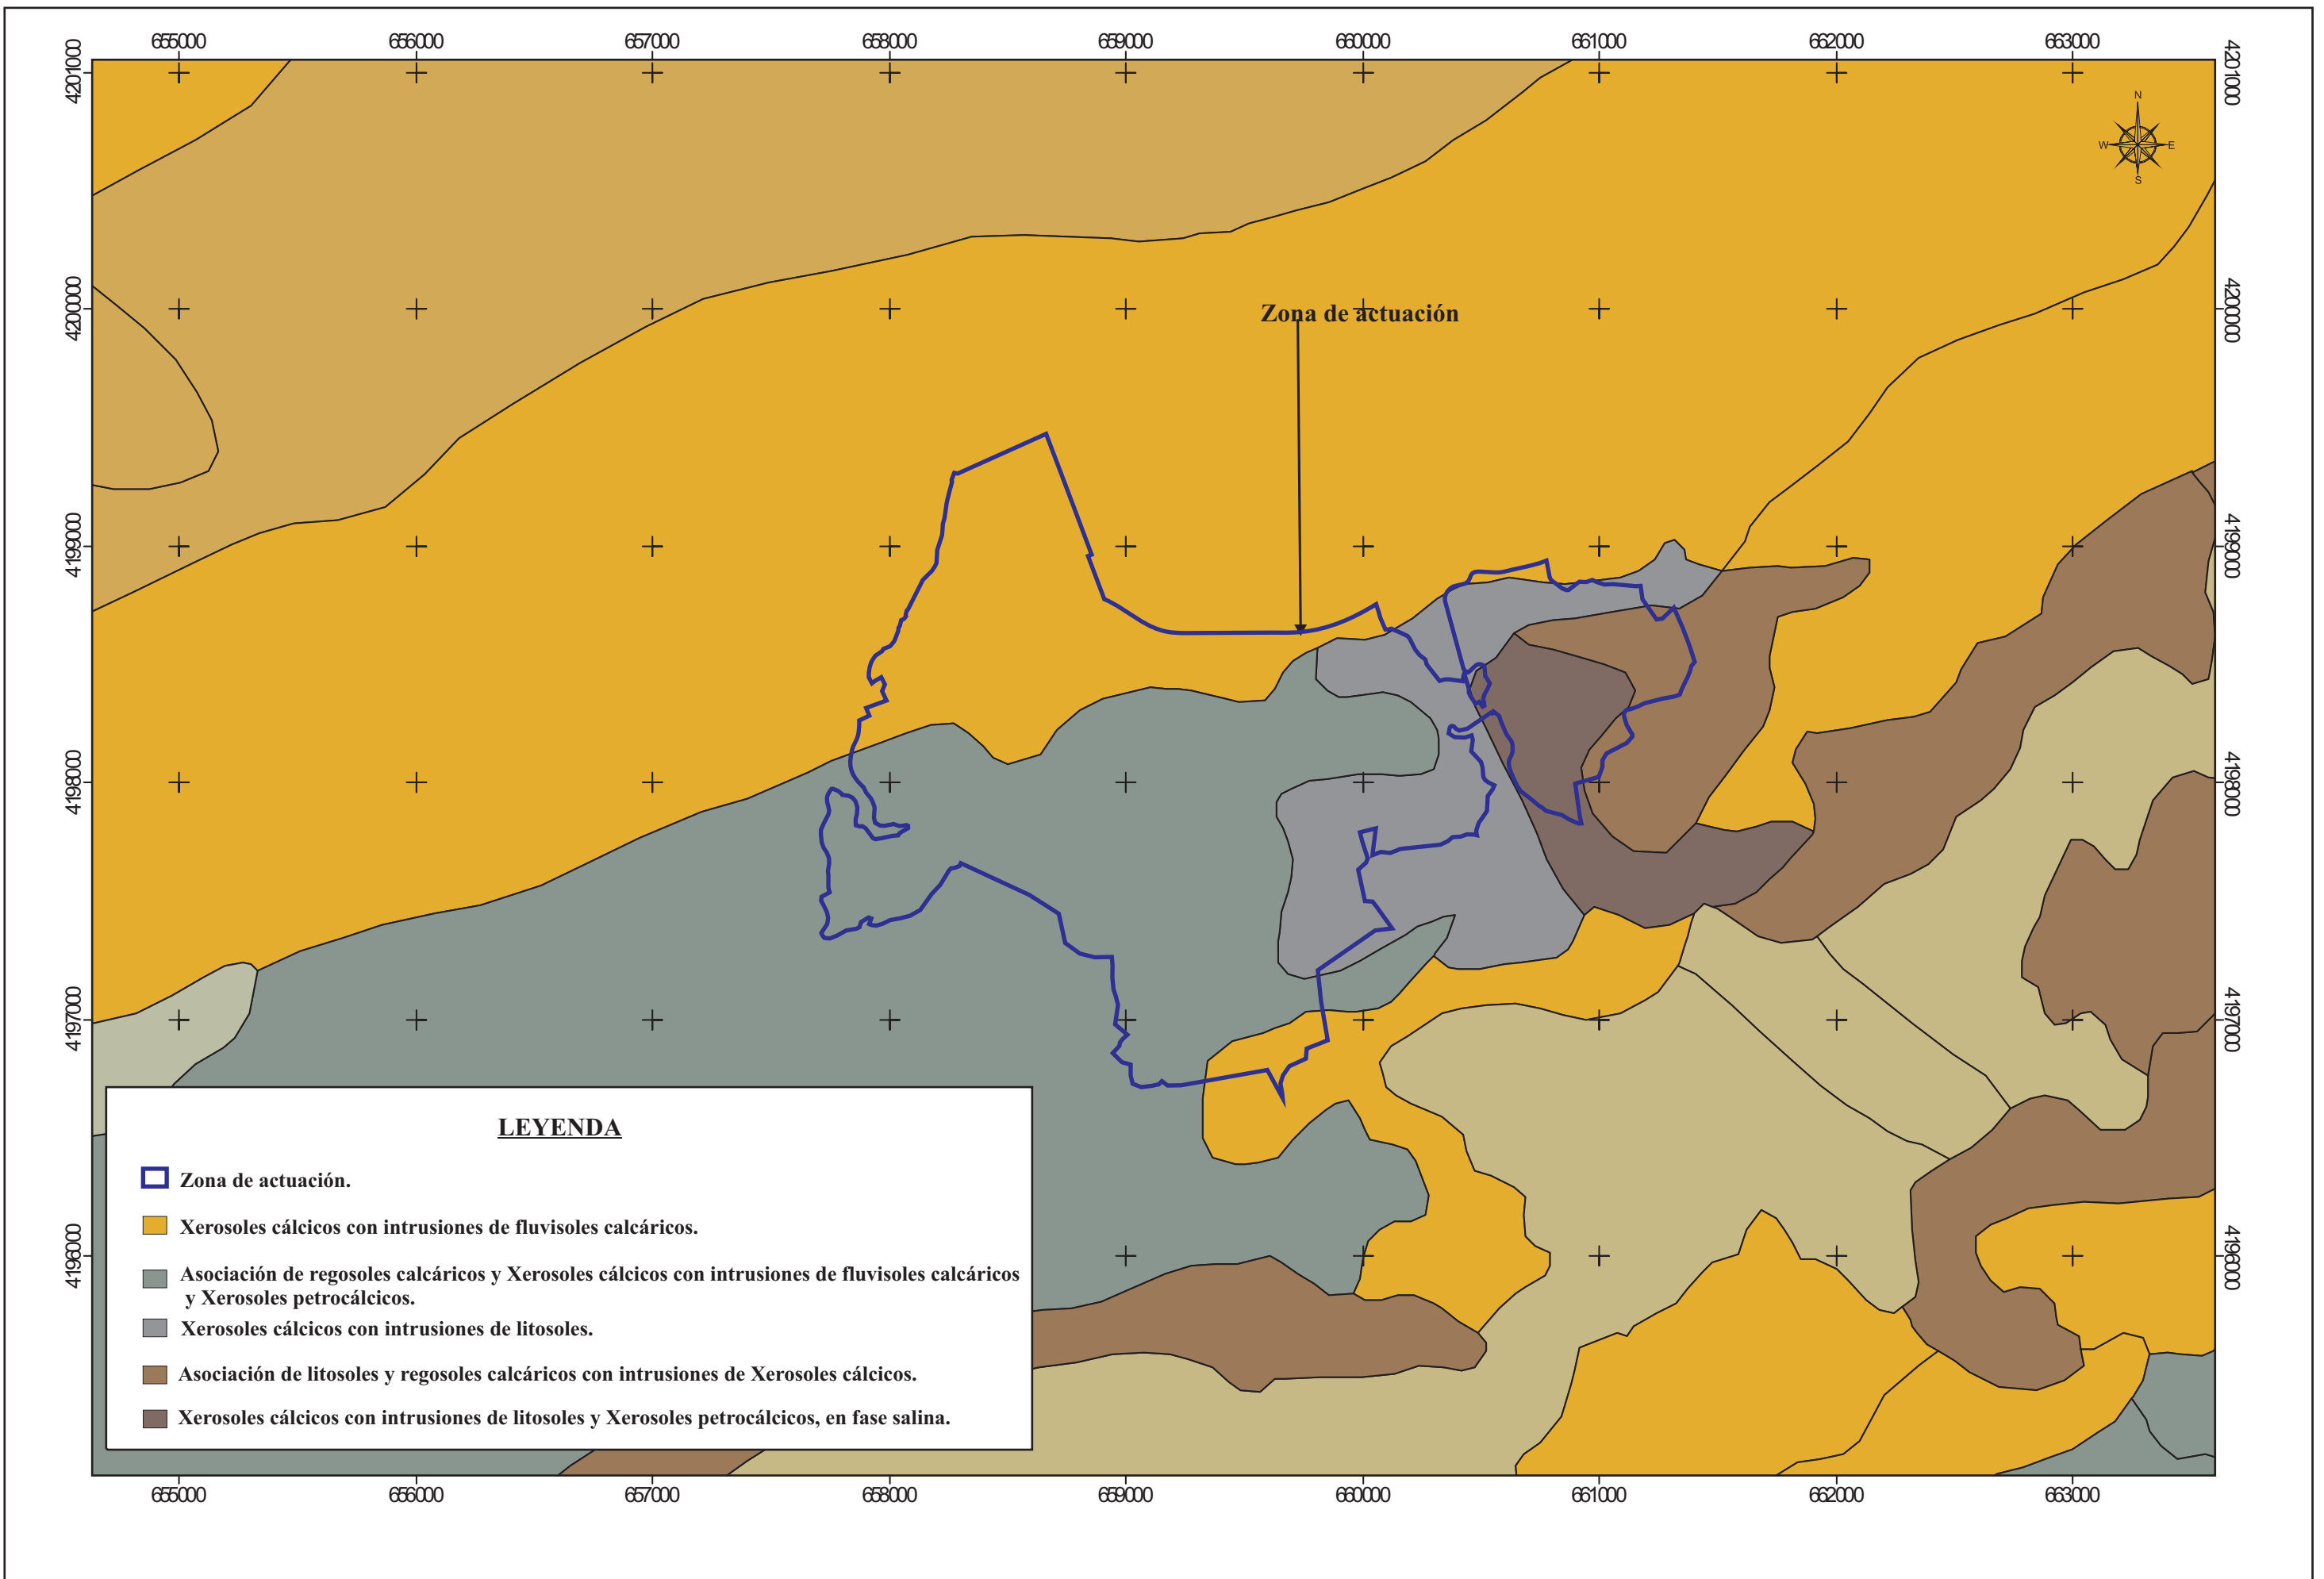 655000 656000 657000 658000 659000 660000 661000 662000 663000
4201000 4201000
N
W E
S
4200000 4200000
Zona de actuación
4199000 4199000
4198000 4198000
4197000 4197000
LEYENDA
Zona de actuación.
Xerosoles cálcicos con intrusiones de fluvisoles calcáricos.
4196000 4196000
Asociación de regosoles calcáricos y Xerosoles cálcicos con intrusiones de fluvisoles calcáricos
y Xerosoles petrocálcicos.
Xerosoles cálcicos con intrusiones de litosoles.
Asociación de litosoles y regosoles calcáricos con intrusiones de Xerosoles cálcicos.
Xerosoles cálcicos con intrusiones de litosoles y Xerosoles petrocálcicos, en fase salina.
655000 656000 657000 658000 659000 660000 661000 662000 663000